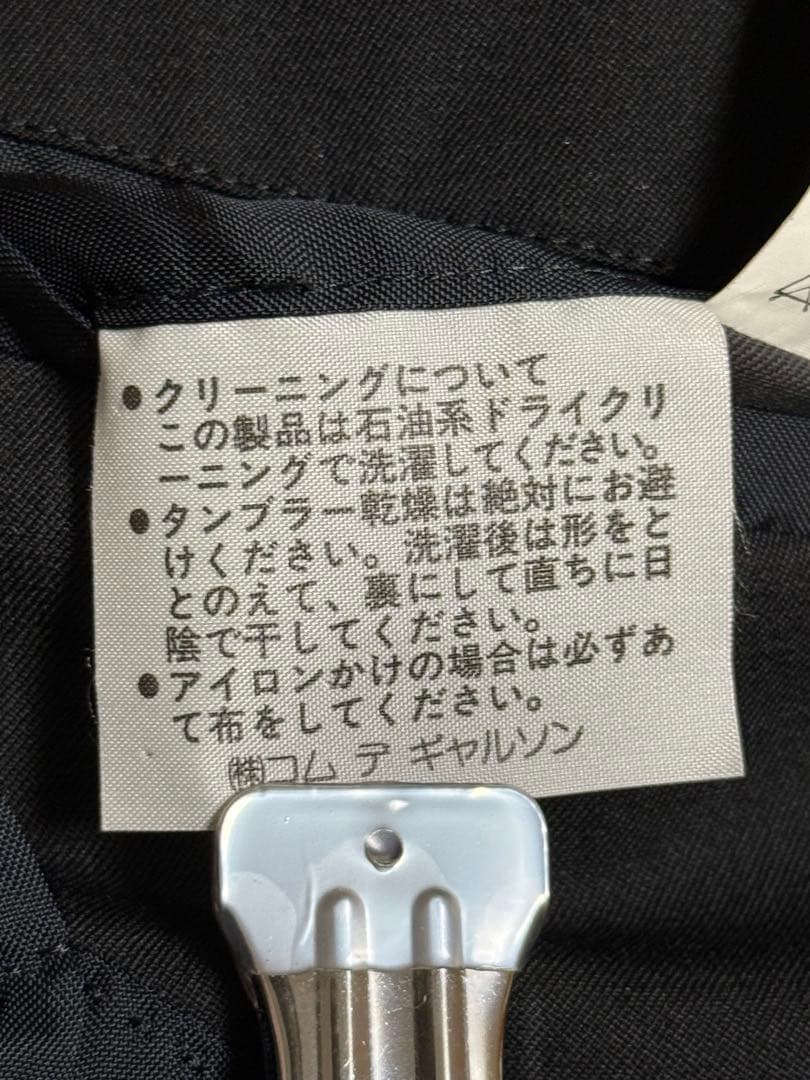 ●クリーニングについて
この製品は石油系ドライクリ
ーニングで洗濯してください。
●タンブラー乾燥は絶対にお避
けください。洗濯後は形をと
とのえて、裏にして直ちに日
陰で干してください。
●アイロンかけの場合は必ずあ
て布をしてください。
㈱コム デ ギャルソン